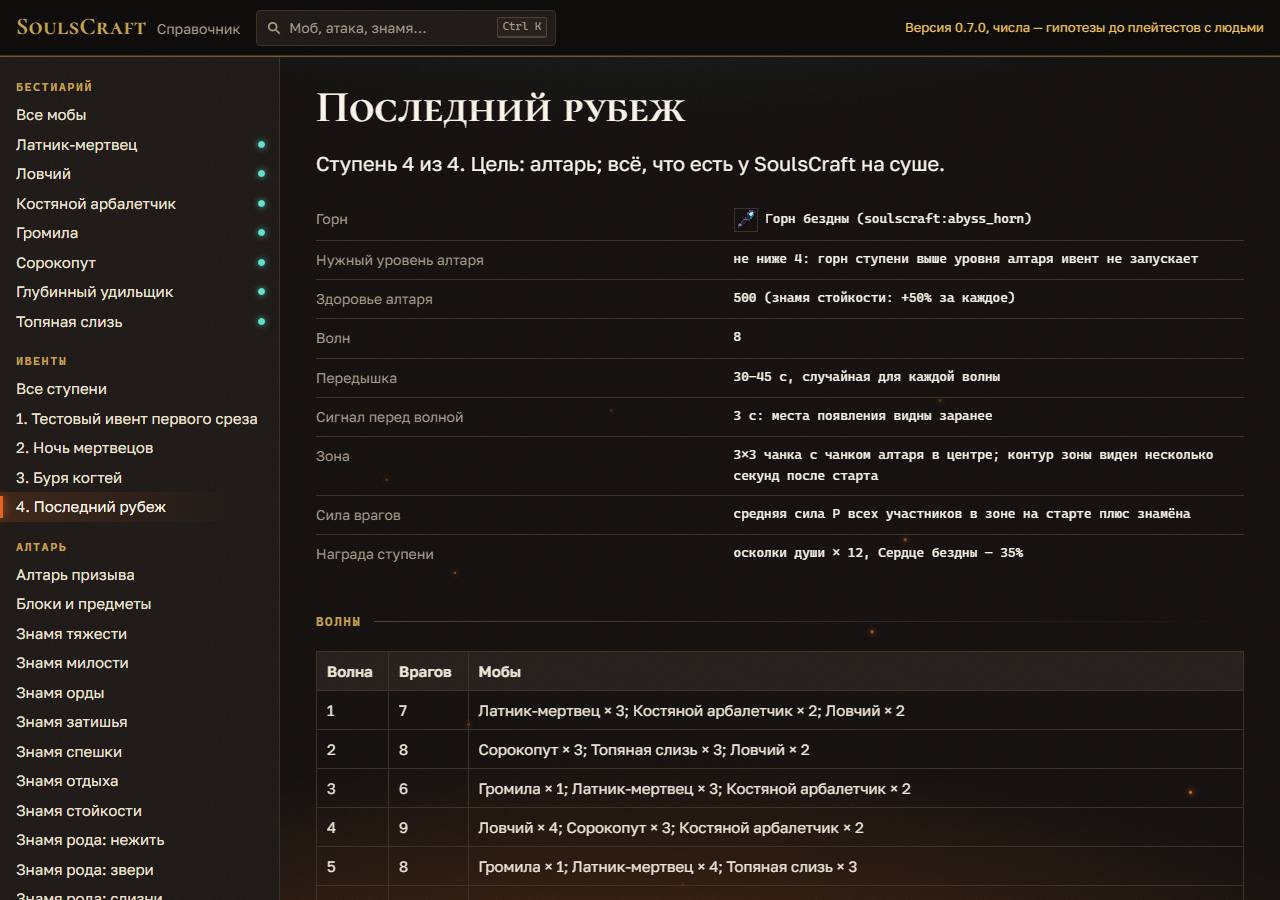 SoulsCraft Справочник
Моб, атака, знамя… Ctrl K
Версия 0.7.0, числа — гипотезы до плейтестов с людьми
БЕСТИАРИЙ
Все мобы
Латник-мертвец
Ловчий
Костяной арбалетчик
Громила
Сорокопут
Глубинный удильщик
Топяная слизь
ИВЕНТЫ
Все ступени
1. Тестовый ивент первого среза
2. Ночь мертвецов
3. Буря когтей
4. Последний рубеж
АЛТАРЬ
Алтарь призыва
Блоки и предметы
Знамя тяжести
Знамя милости
Знамя орды
Знамя затишья
Знамя спешки
Знамя отдыха
Знамя стойкости
Знамя рода: нежить
Знамя рода: звери
Знамя рода: слизни
Последний рубеж
Ступень 4 из 4. Цель: алтарь; всё, что есть у SoulsCraft на суше.
Горн Горн бездны (soulscraft:abyss_horn)
Нужный уровень алтаря не ниже 4: горн ступени выше уровня алтаря ивент не запускает
Здоровье алтаря 500 (знамя стойкости: +50% за каждое)
Волн 8
Передышка 30–45 с, случайная для каждой волны
Сигнал перед волной 3 с: места появления видны заранее
Зона 3×3 чанка с чанком алтаря в центре; контур зоны виден несколько
секунд после старта
Сила врагов средняя сила P всех участников в зоне на старте плюс знамёна
Награда ступени осколки души × 12, Сердце бездны — 35%
ВОЛНЫ
Волна Врагов Мобы
1 7 Латник-мертвец × 3; Костяной арбалетчик × 2; Ловчий × 2
2 8 Сорокопут × 3; Топяная слизь × 3; Ловчий × 2
3 6 Громила × 1; Латник-мертвец × 3; Костяной арбалетчик × 2
4 9 Ловчий × 4; Сорокопут × 3; Костяной арбалетчик × 2
5 8 Громила × 1; Латник-мертвец × 4; Топяная слизь × 3